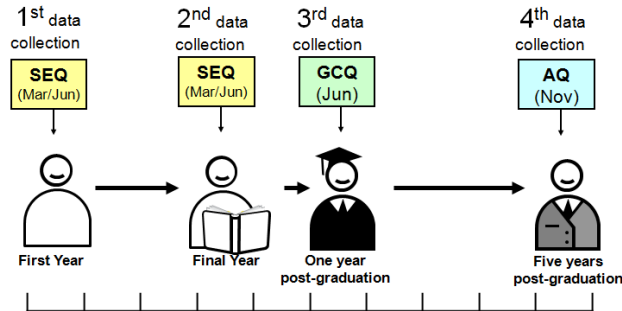 1st data
collection
SEQ
(Mar/Jun)
First Year
2nd data
collection
SEQ
(Mar/Jun)
Final Year
3rd data
collection
GCQ
(Jun)
One year
post-graduation
4th data
collection
AQ
(Nov)
Five years
post-graduation